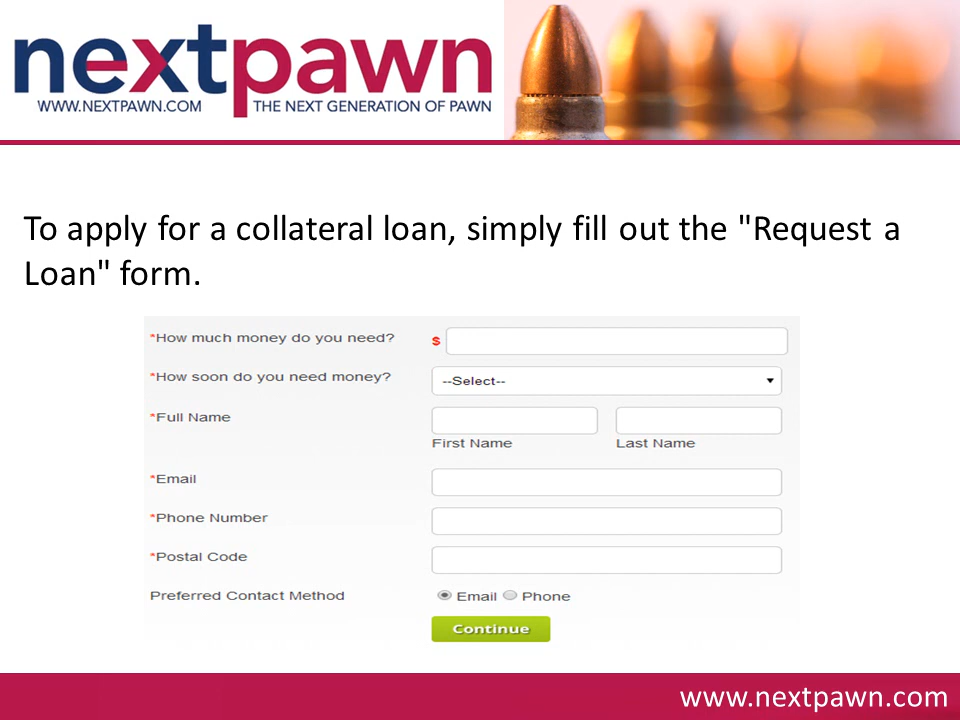 nextpawn
WWW.NEXTPAWN.COM THE NEXT GENERATION OF PAWN
To apply for a collateral loan, simply fill out the "Request a
Loan" form.
*How much money do you need? $
*How soon do you need money? --Select--
*Full Name
First Name Last Name
*Email
*Phone Number
*Postal Code
Preferred Contact Method Email Phone
Continue
www.nextpawn.com